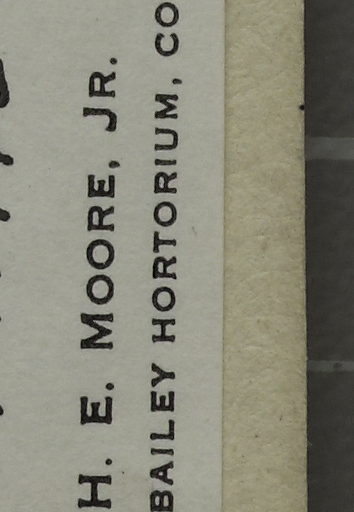 H. E. MOORE, JR.
BAILEY HORTORIUM, CO